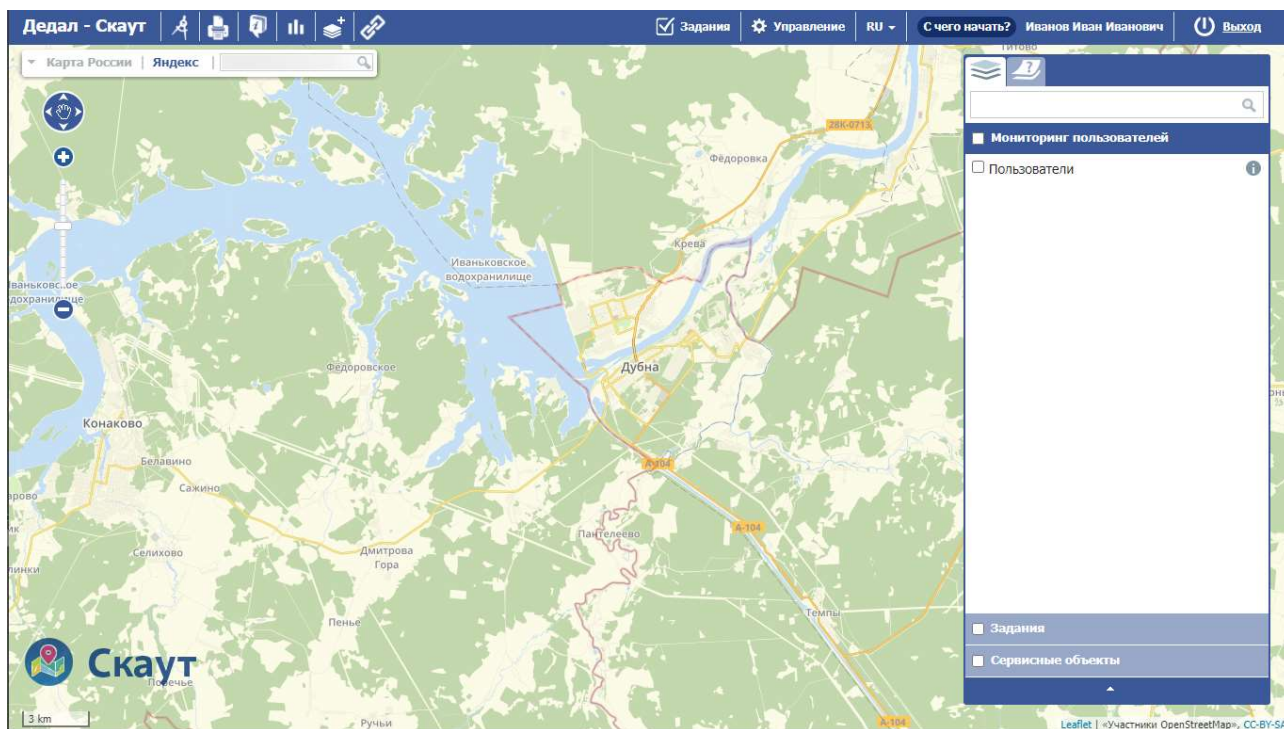 Дедал - Скаут
Задания
Управление
RU
С чего начать?
Иванов Иван Иванович
Выход
Карта России | Яндекс |
Титово
28К-0713
Фёдоровка
Мониторинг пользователей
Пользователи
Крева
Иваньковское
водохранилище
Дубна
Фёдоровское
Конаково
Белавино
Сажино
А-104
А-104
Пантелеево
Селихово
Дмитрова
Гора
Темпы
Пенье
Задания
Сервисные объекты
Скаут
Поречье
3 km
Ручьи
А-104
Leaflet | «Участники OpenStreetMap», CC-BY-SA